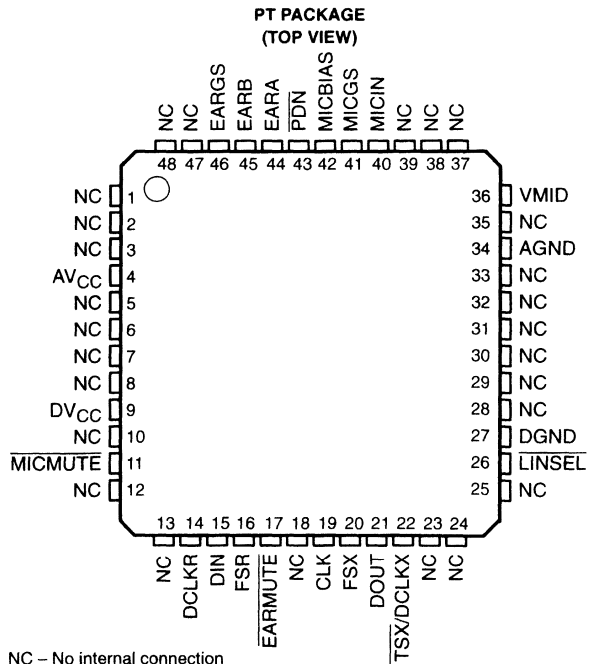 PT PACKAGE
(TOP VIEW)
NC
NC
EARGS
EARB
EARA
PDN
MICBIAS
MICGS
MICIN
NC
NC
NC
48 47 46 45 44 43 42 41 40 39 38 37
NC 1
NC 2
NC 3
AVCC 4
NC 5
NC 6
NC 7
NC 8
DVCC 9
NC 10
MICMUTE 11
NC 12
36 VMID
35 NC
34 AGND
33 NC
32 NC
31 NC
30 NC
29 NC
28 NC
27 DGND
26 LINSEL
25 NC
13 14 15 16 17 18 19 20 21 22 23 24
NC
DCLKR
DIN
FSR
EARMUTE
NC
CLK
FSX
DOUT
TSX/DCLKX
NC
NC
NC – No internal connection